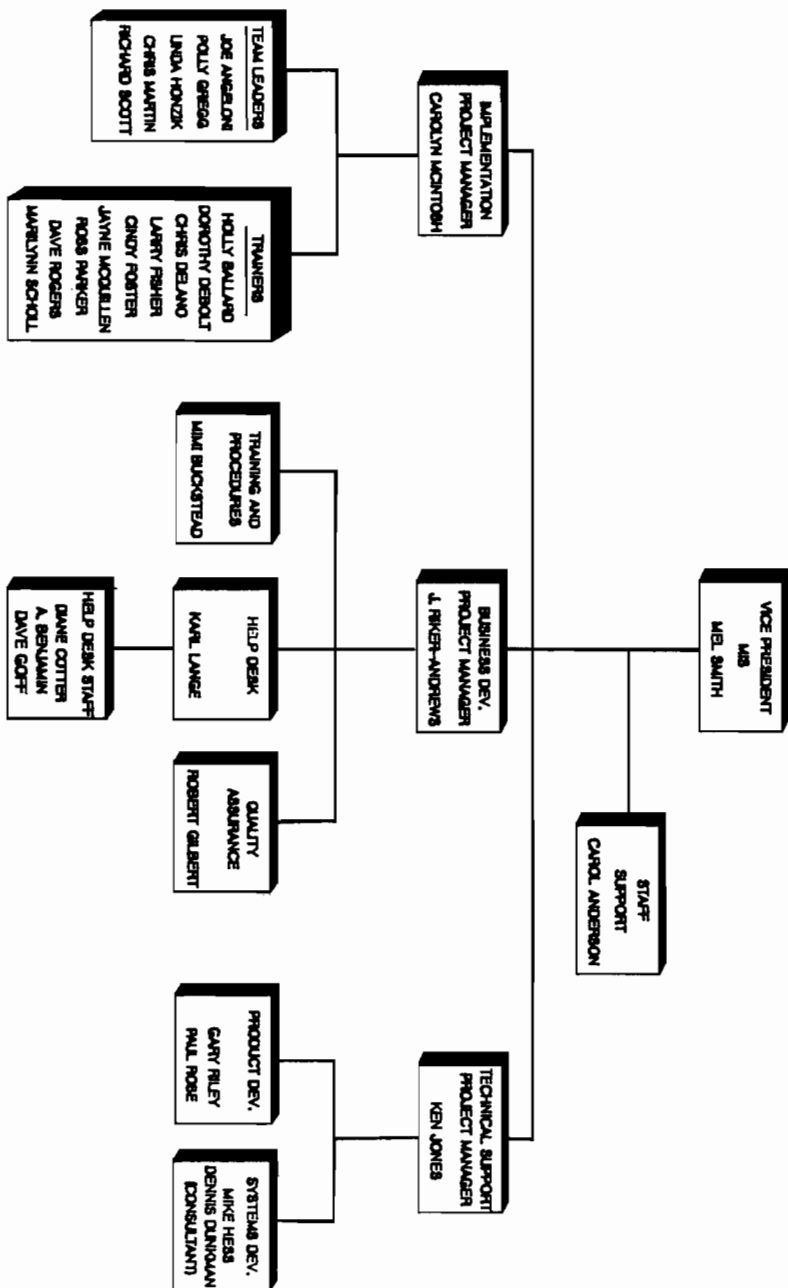 VICE PRESIDENT
MIS
MEL SMITH
STAFF
SUPPORT
CAROL ANDERSON
IMPLEMENTATION
PROJECT MANAGER
CAROLYN MCINTOSH
BUSINESS DEV.
PROJECT MANAGER
J. RIKER-ANDREWS
TECHNICAL SUPPORT
PROJECT MANAGER
KEN JONES
TEAM LEADERS
JOE ANGELONI
POLLY GREGG
LINDA HONZIK
CHRIS MARTIN
RICHARD SCOTT
TRAINERS
HOLLY BALLARD
DOROTHY DEBOLT
CHRIS DELANO
LARRY FISHER
CINDY FOSTER
JAYNE MCQUILLEN
ROSS PARKER
DAVE ROGERS
MARILYNN SCHOLL
TRAINING AND
PROCEDURES
MIMI BUCKSTEAD
HELP DESK
KARL LANGE
QUALITY
ASSURANCE
ROBERT GILBERT
PRODUCT DEV.
GARY RILEY
PAUL ROSE
SYSTEMS DEV.
MIKE HESS
DENNIS DUNKMAN
(CONSULTANT)
HELP DESK STAFF
DIANE COTTER
A. BENJAMIN
DAVE GOFF